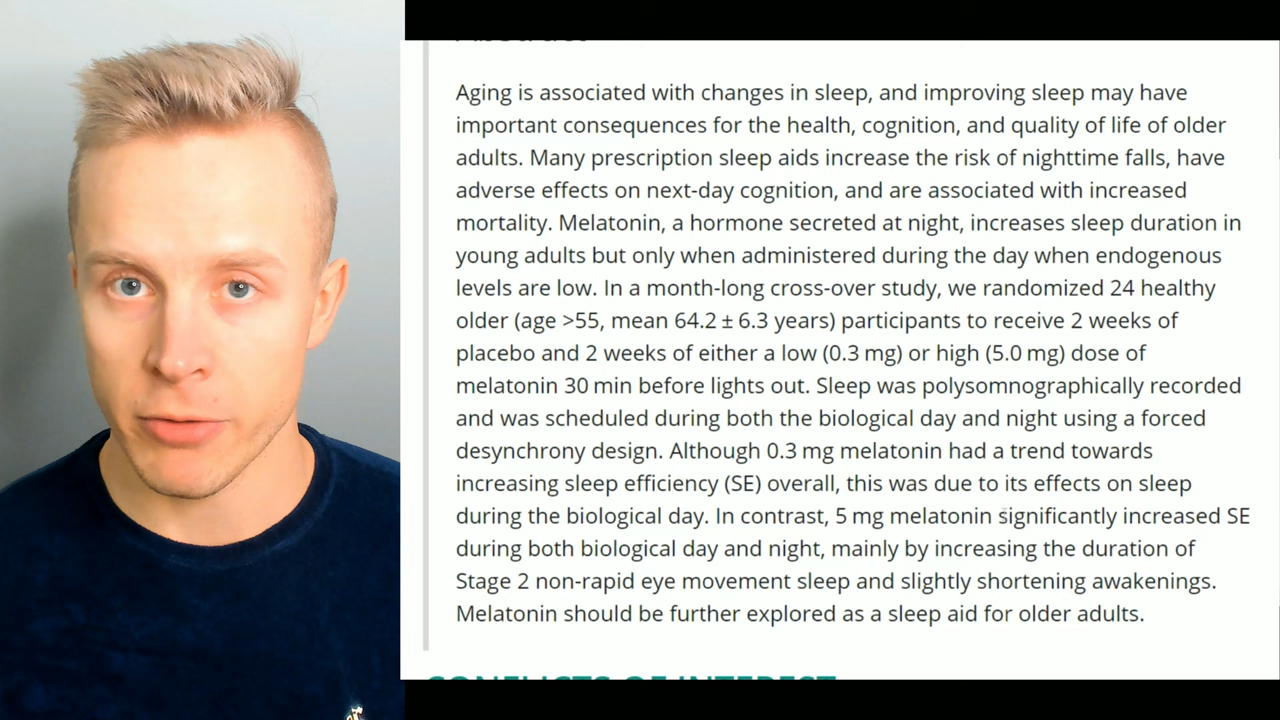 Aging is associated with changes in sleep, and improving sleep may have
important consequences for the health, cognition, and quality of life of older
adults. Many prescription sleep aids increase the risk of nighttime falls, have
adverse effects on next-day cognition, and are associated with increased
mortality. Melatonin, a hormone secreted at night, increases sleep duration in
young adults but only when administered during the day when endogenous
levels are low. In a month-long cross-over study, we randomized 24 healthy
older (age >55, mean 64.2 ± 6.3 years) participants to receive 2 weeks of
placebo and 2 weeks of either a low (0.3 mg) or high (5.0 mg) dose of
melatonin 30 min before lights out. Sleep was polysomnographically recorded
and was scheduled during both the biological day and night using a forced
desynchrony design. Although 0.3 mg melatonin had a trend towards
increasing sleep efficiency (SE) overall, this was due to its effects on sleep
during the biological day. In contrast, 5 mg melatonin significantly increased SE
during both biological day and night, mainly by increasing the duration of
Stage 2 non-rapid eye movement sleep and slightly shortening awakenings.
Melatonin should be further explored as a sleep aid for older adults.
CONFLICTS OF INTEREST